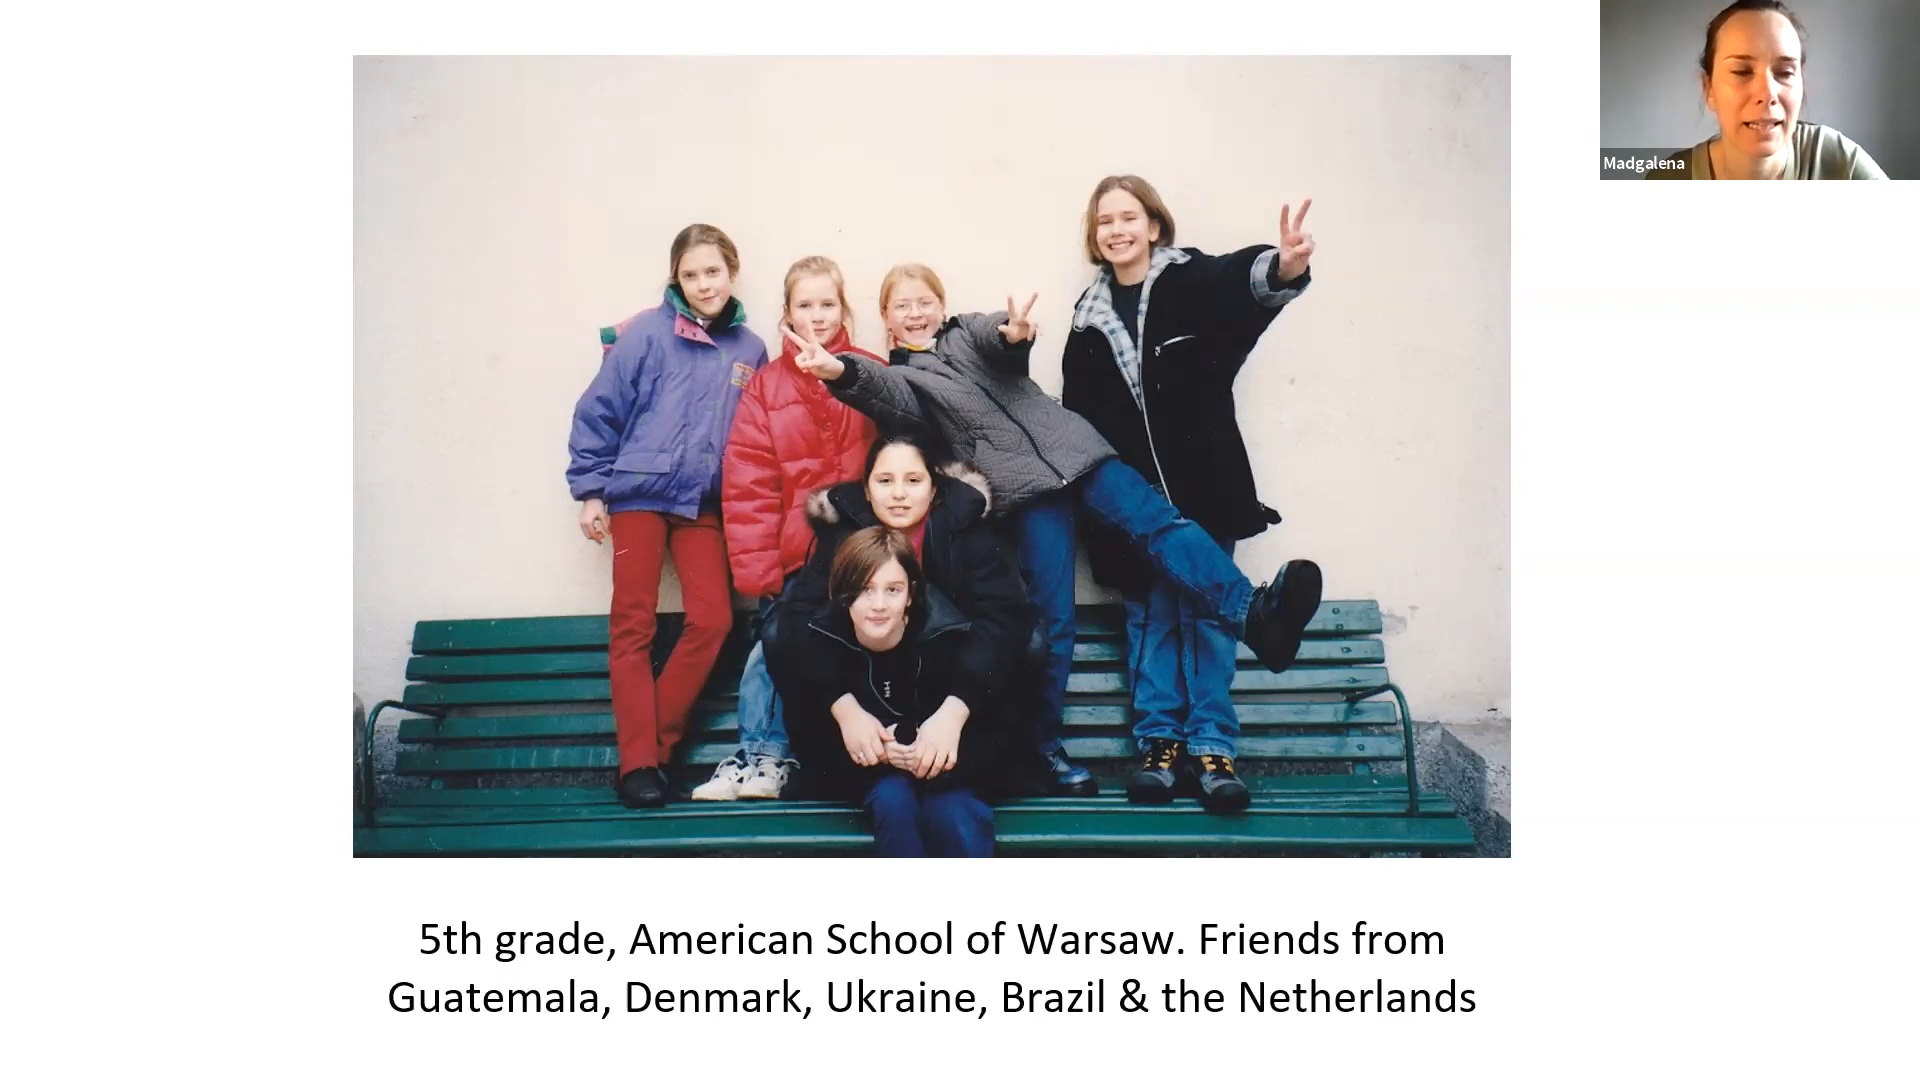 Madgalena
5th grade, American School of Warsaw. Friends from
Guatemala, Denmark, Ukraine, Brazil & the Netherlands